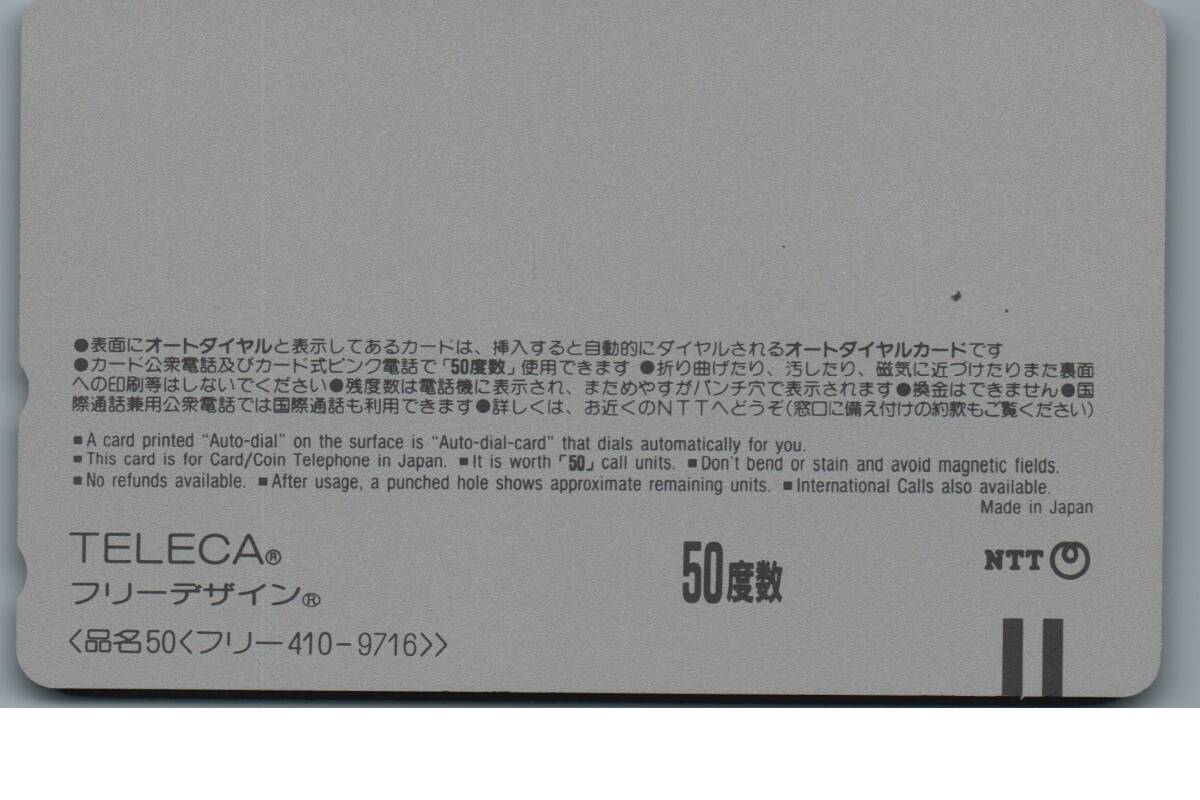 ●表面にオートダイヤルと表示してあるカードは、挿入すると自動的にダイヤルされるオートダイヤルカードです
●カード公衆電話及びカード式ピンク電話で「50度数」使用できます ●折り曲げたり、汚したり、磁気に近づけたりまた裏面
への印刷等はしないでください●残度数は電話機に表示され、まためやすがパンチ穴で表示されます●換金はできません●国
際通話兼用公衆電話では国際通話も利用できます●詳しくは、お近くのNTTへどうぞ(窓口に備え付けの約款もご覧ください)
■A card printed “Auto-dial” on the surface is “Auto-dial-card” that dials automatically for you.
■This card is for Card/Coin Telephone in Japan. ■It is worth「50」call units. ■Don't bend or stain and avoid magnetic fields.
■No refunds available. ■After usage, a punched hole shows approximate remaining units. ■International Calls also available.
Made in Japan
TELECA®
50度数
NTT
フリーデザイン®
<品名50<フリー410-9716>>